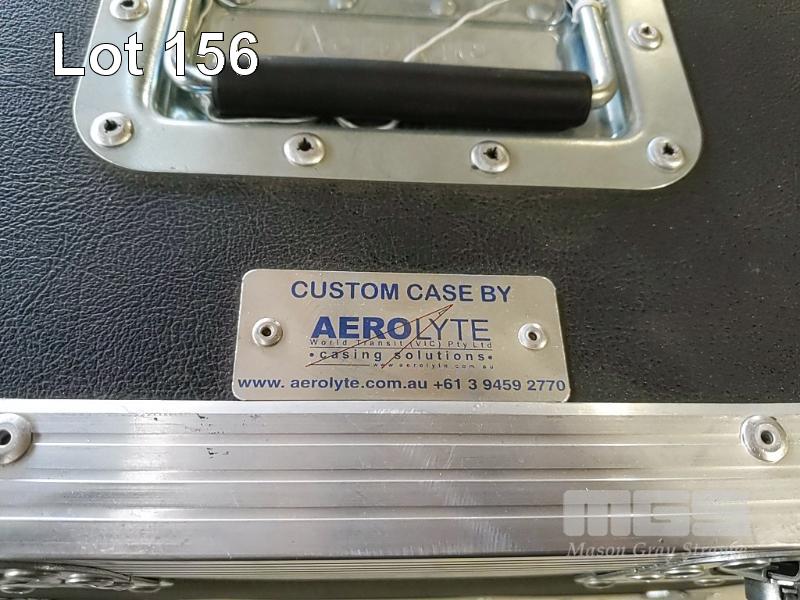 Lot 156
CUSTOM CASE BY
AEROLYTE
World Transit (VIC) Pty Ltd
•casing solutions•
www.aerolyte.com.au
www. aerolyte.com.au +61 3 9459 2770
MGS
Mason Gray Strange